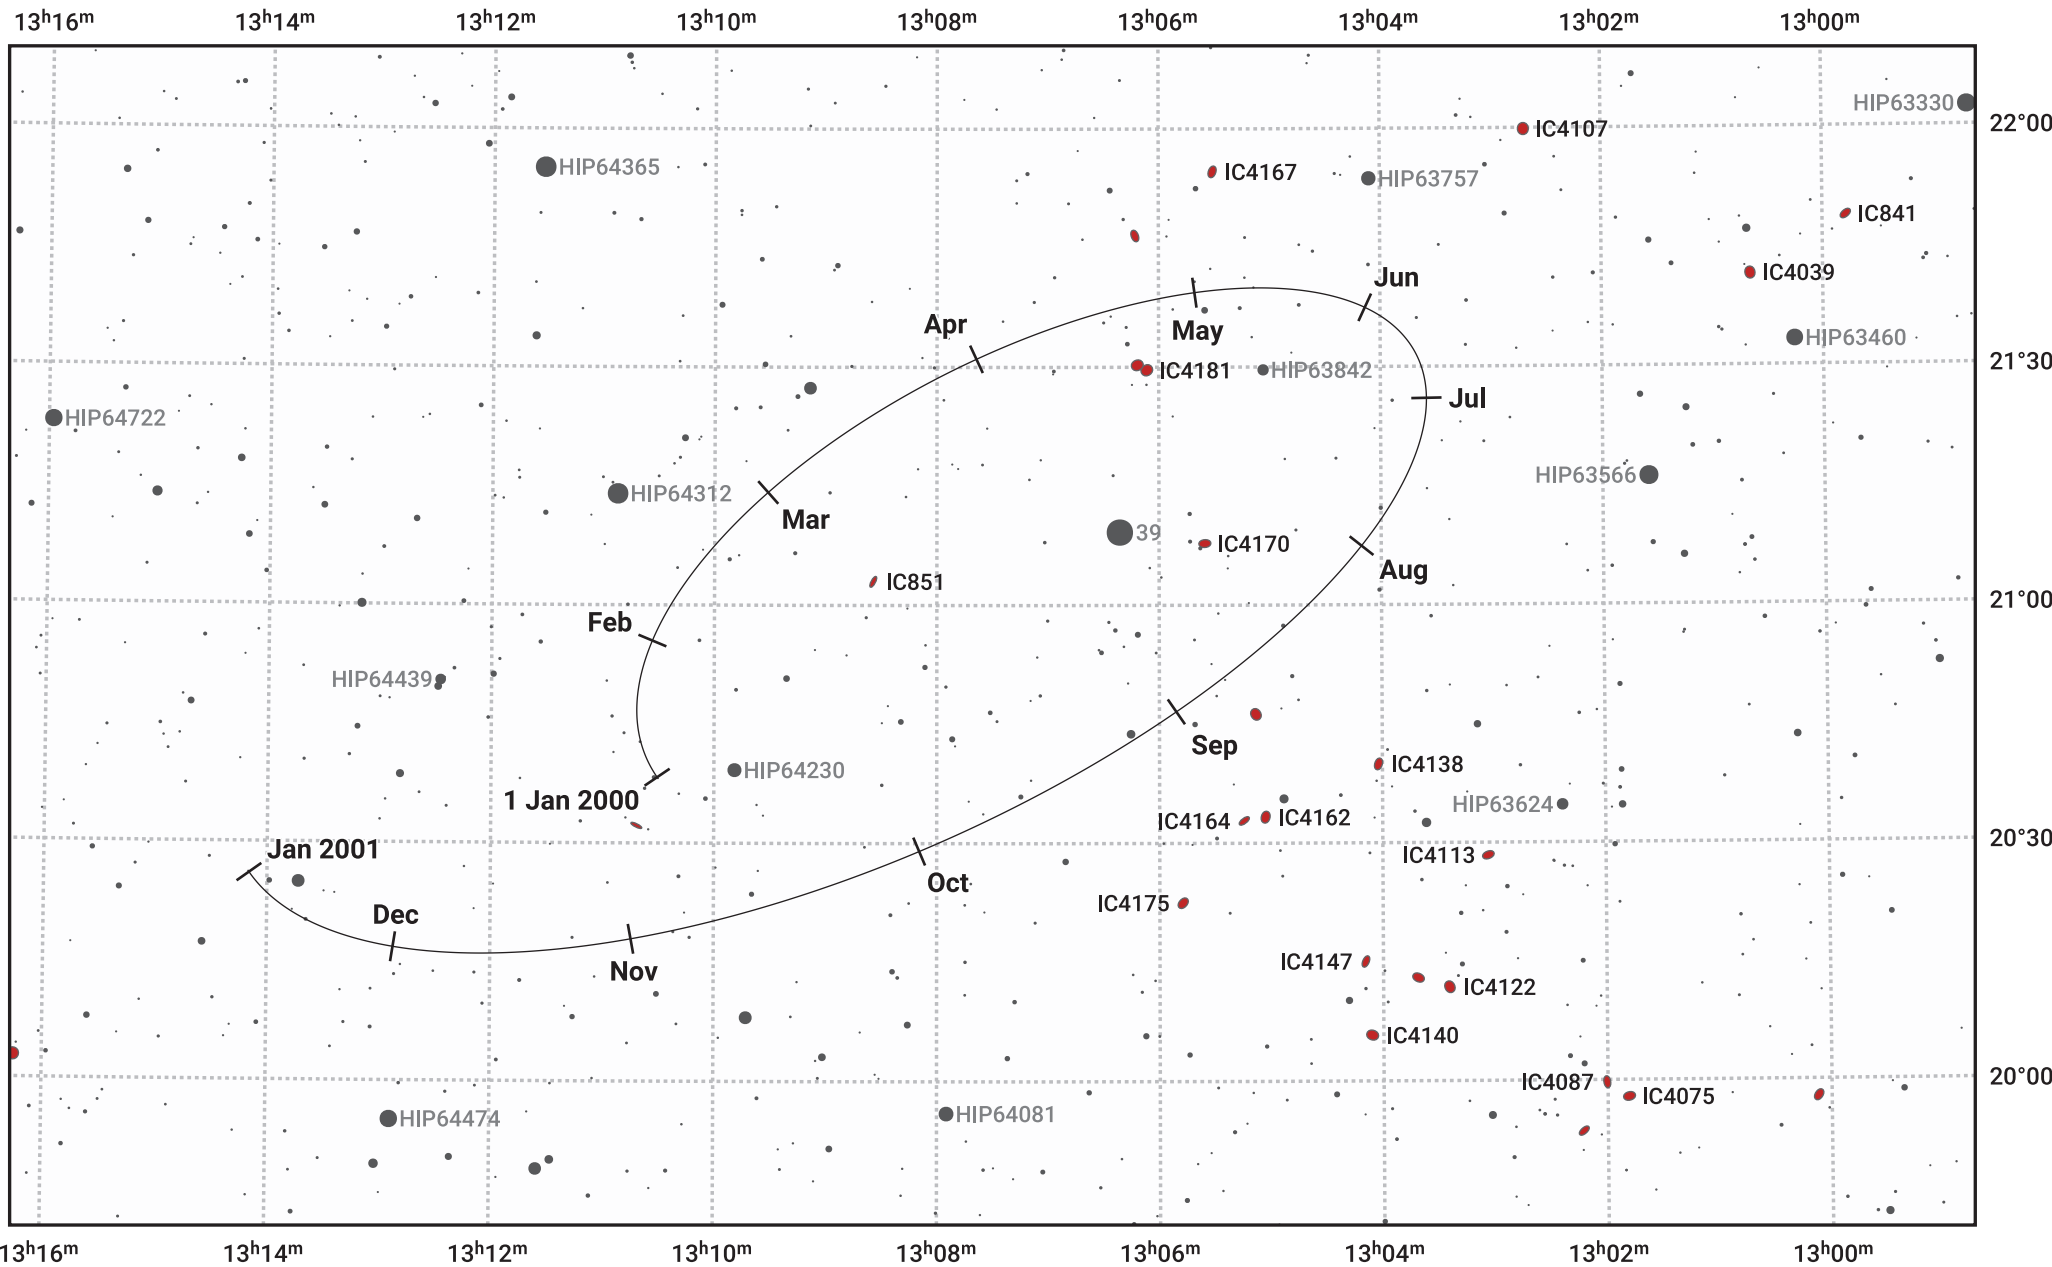 13ʰ16ᵐ 13ʰ14ᵐ 13ʰ12ᵐ 13ʰ10ᵐ 13ʰ08ᵐ 13ʰ06ᵐ 13ʰ04ᵐ 13ʰ02ᵐ 13ʰ00ᵐ
HIP63330
22°00'
IC4107
HIP64365
IC4167
HIP63757
IC841
IC4039
Jun
Apr
May
HIP63460
21°30'
IC4181
HIP63842
Jul
HIP64722
HIP63566
HIP64312
Mar
39
IC4170
Aug
IC851
21°00'
Feb
HIP64439
Sep
IC4138
HIP64230
1 Jan 2000
HIP63624
IC4164
IC4162
20°30'
Jan 2001
IC4113
Oct
IC4175
Dec
Nov
IC4147
IC4122
IC4140
20°00'
IC4087
IC4075
HIP64474
HIP64081
13ʰ16ᵐ 13ʰ14ᵐ 13ʰ12ᵐ 13ʰ10ᵐ 13ʰ08ᵐ 13ʰ06ᵐ 13ʰ04ᵐ 13ʰ02ᵐ 13ʰ00ᵐ